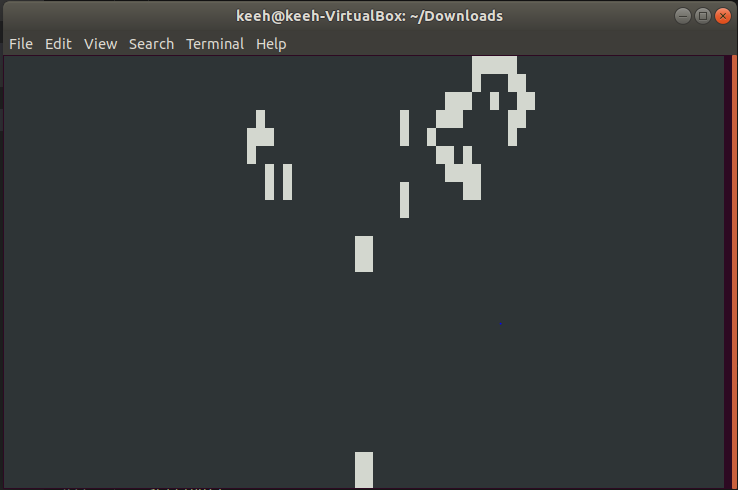 keeh@keeh-VirtualBox: ~/Downloads
File Edit View Search Terminal Help